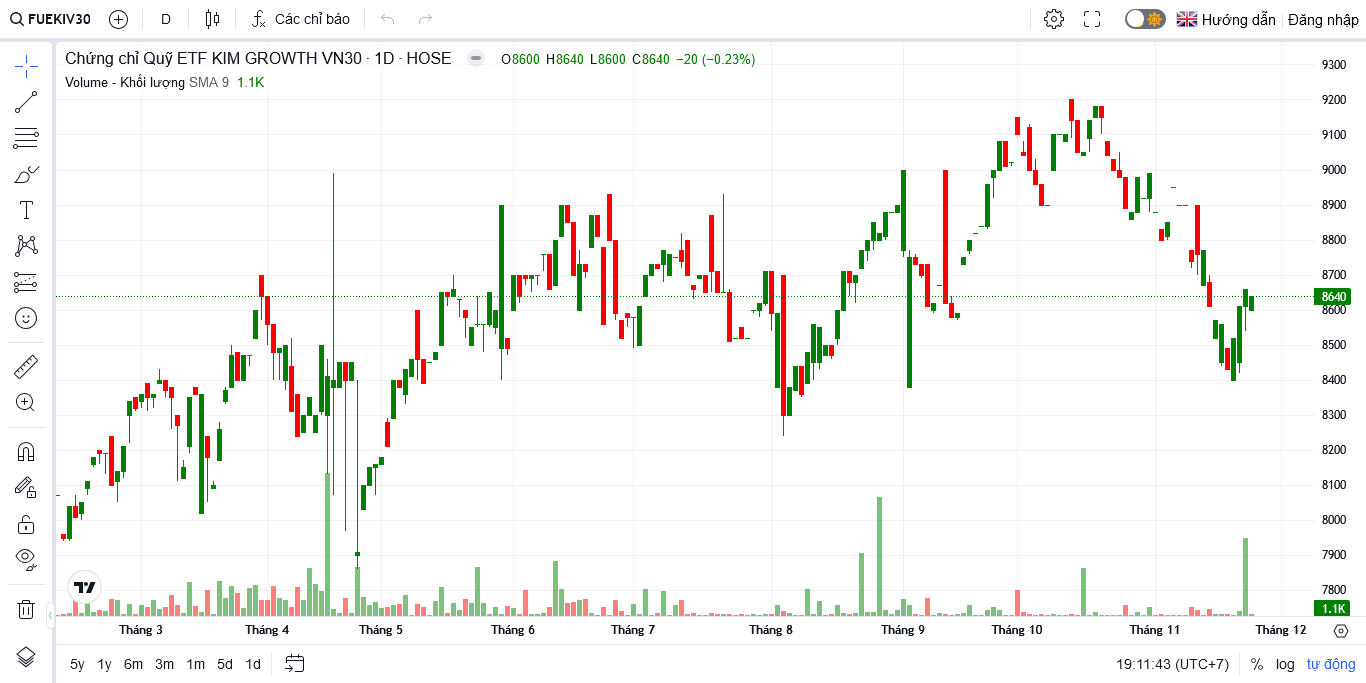 FUEKIV30 D Các chỉ báo Hướng dẫn Đăng nhập
Chứng chỉ Quỹ ETF KIM GROWTH VN30 · 1D · HOSE O8600 H8640 L8600 C8640 −20 (−0.23%)
Volume - Khối lượng SMA 9 1.1K
9300
9200
9100
9000
8900
8800
8700
8640
8600
8500
8400
8300
8200
8100
8000
7900
7800
1.1K
Tháng 3 Tháng 4 Tháng 5 Tháng 6 Tháng 7 Tháng 8 Tháng 9 Tháng 10 Tháng 11 Tháng 12
5y 1y 6m 3m 1m 5d 1d 19:11:43 (UTC+7) % log tự động